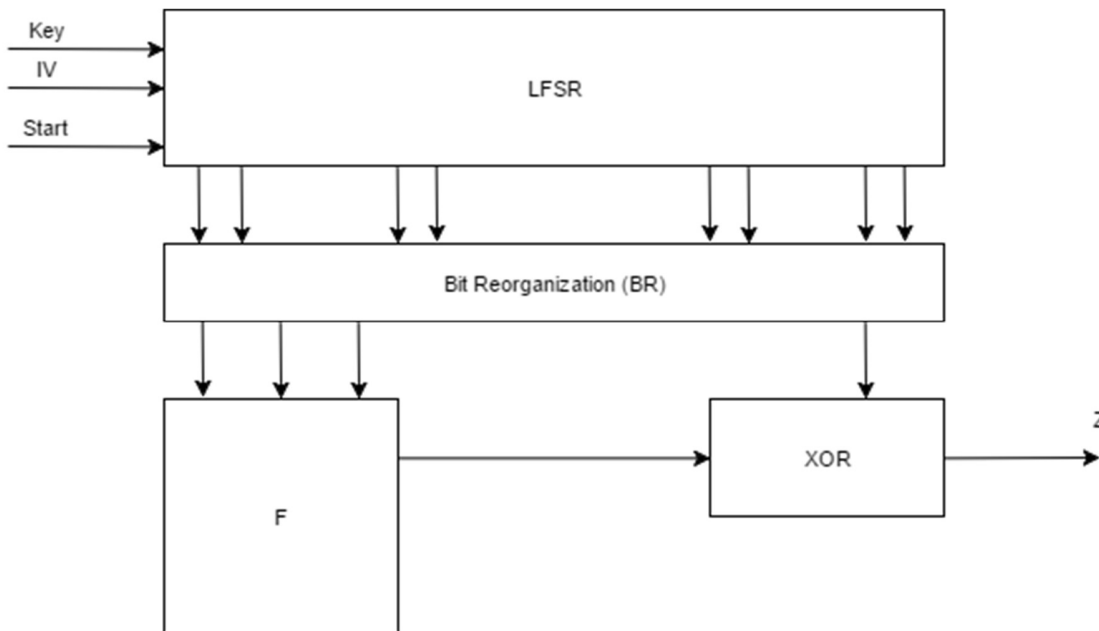 Key
IV
Start
LFSR
Bit Reorganization (BR)
F
XOR
Z